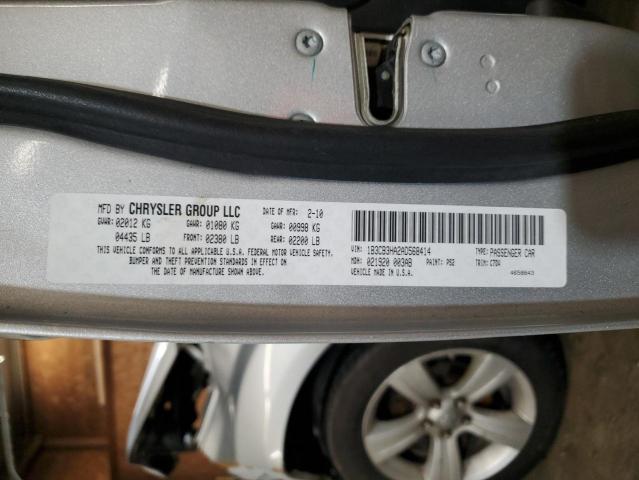 MFD BY CHRYSLER GROUP LLC DATE OF MFR: 2-10
GVWR: 02012 KG GAWR: 01080 KG GAWR: 00998 KG
04435 LB FRONT: 02380 LB REAR: 02200 LB
THIS VEHICLE CONFORMS TO ALL APPLICABLE U.S.A. FEDERAL MOTOR VEHICLE SAFETY,
BUMPER AND THEFT PREVENTION STANDARDS IN EFFECT ON
THE DATE OF MANUFACTURE SHOWN ABOVE.
VIN: 1B3CB3HA2AD568414 TYPE: PASSENGER CAR
MDH: 021920 003AB PAINT: PS2 TRIM: C7DV
VEHICLE MADE IN U.S.A. 4658643